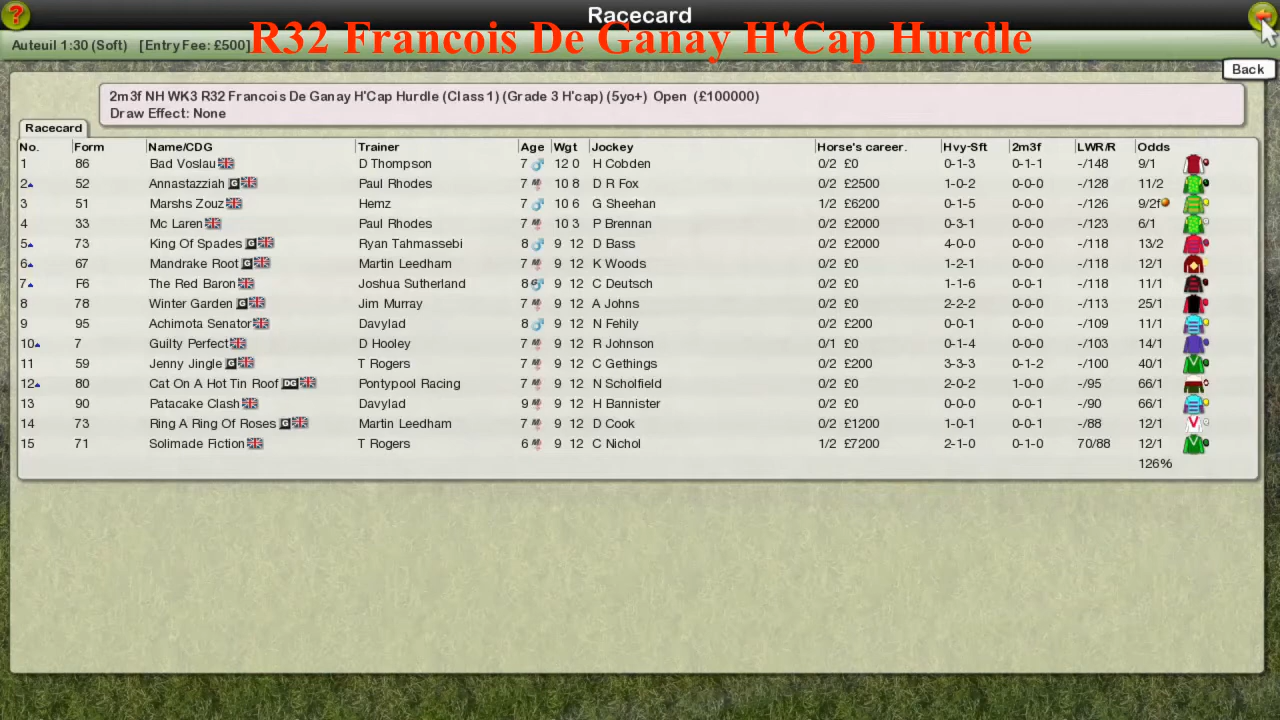 Racecard
R32 Francois De Ganay H'Cap Hurdle
Auteuil 1:30 (Soft) [Entry Fee: £500]
Back
2m3f NH WK3 R32 Francois De Ganay H'Cap Hurdle (Class 1) (Grade 3 H'cap) (5yo+) Open (£100000)
Draw Effect: None
Racecard
No. Form Name/CDG Trainer Age Wgt Jockey Horse's career. Hvy-Sft 2m3f LWR/R Odds
1 86 Bad Voslau D Thompson 7 12 0 H Cobden 0/2 £0 0-1-3 0-1-1 -/148 9/1
2 52 Annastazziah G Paul Rhodes 7 10 8 D R Fox 0/2 £2500 1-0-2 0-0-0 -/128 11/2
3 51 Marshs Zouz Hemz 7 10 6 G Sheehan 1/2 £6200 0-1-5 0-0-0 -/126 9/2f
4 33 Mc Laren Paul Rhodes 7 10 3 P Brennan 0/2 £2000 0-3-1 0-0-0 -/123 6/1
5 73 King Of Spades G Ryan Tahmassebi 8 9 12 D Bass 0/2 £2000 4-0-0 0-0-0 -/118 13/2
6 67 Mandrake Root G Martin Leedham 7 9 12 K Woods 0/2 £0 1-2-1 0-0-0 -/118 12/1
7 F6 The Red Baron Joshua Sutherland 8 9 12 C Deutsch 0/2 £0 1-1-6 0-0-1 -/118 11/1
8 78 Winter Garden G Jim Murray 7 9 12 A Johns 0/2 £0 2-2-2 0-0-0 -/113 25/1
9 95 Achimota Senator Davylad 8 9 12 N Fehily 0/2 £200 0-0-1 0-0-0 -/109 11/1
10 7 Guilty Perfect D Hooley 7 9 12 R Johnson 0/1 £0 0-1-4 0-0-0 -/103 14/1
11 59 Jenny Jingle G T Rogers 7 9 12 C Gethings 0/2 £200 3-3-3 0-1-2 -/100 40/1
12 80 Cat On A Hot Tin Roof DG Pontypool Racing 7 9 12 N Scholfield 0/2 £0 2-0-2 1-0-0 -/95 66/1
13 90 Patacake Clash Davylad 9 9 12 H Bannister 0/2 £0 0-0-0 0-0-1 -/90 66/1
14 73 Ring A Ring Of Roses G Martin Leedham 7 9 12 D Cook 0/2 £1200 1-0-1 0-0-1 -/88 12/1
15 71 Solimade Fiction T Rogers 6 9 12 C Nichol 1/2 £7200 2-1-0 0-1-0 70/88 12/1
126%